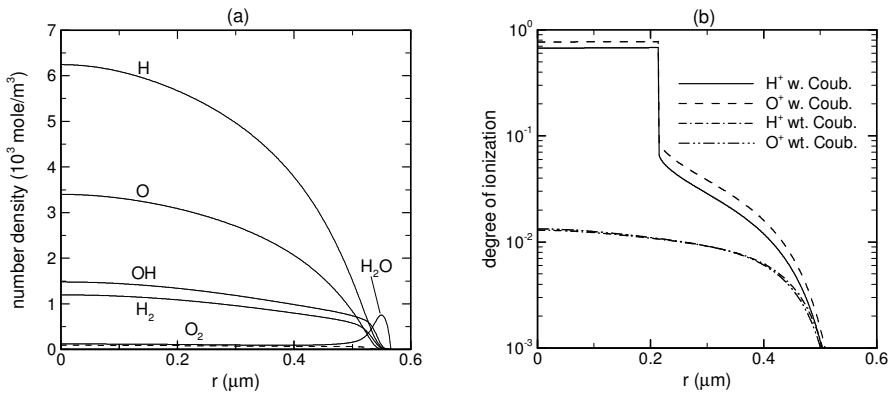 (a)
number density (10³ mole/m³)
7
6
5
4
3
2
1
0
H
O
OH
H₂
O₂
H₂O
0
0.2
0.4
0.6
r (μm)
(b)
degree of ionization
10⁰
10⁻¹
10⁻²
10⁻³
H⁺ w. Coub.
O⁺ w. Coub.
H⁺ wt. Coub.
O⁺ wt. Coub.
0
0.2
0.4
0.6
r (μm)